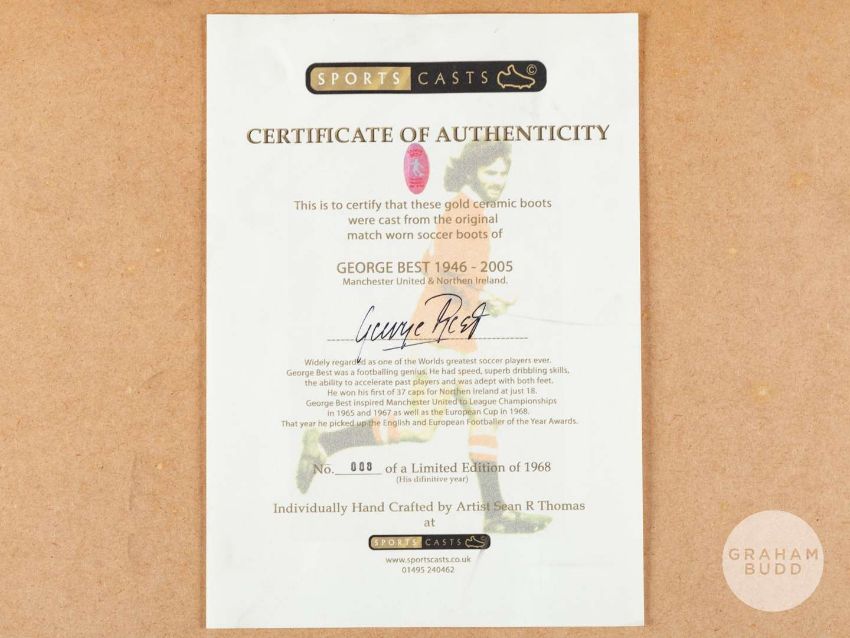 SPORTS CASTS ©
CERTIFICATE OF AUTHENTICITY
This is to certify that these gold ceramic boots
were cast from the original
match worn soccer boots of
GEORGE BEST 1946 - 2005
Manchester United & Northen Ireland.
George Best
Widely regarded as one of the Worlds greatest soccer players ever.
George Best was a footballing genius. He had speed, superb dribbling skills,
the ability to accelerate past players and was adept with both feet.
He won his first of 37 caps for Northen Ireland at just 18.
George Best inspired Manchester United to League Championships
in 1965 and 1967 as well as the European Cup in 1968.
That year he picked up the English and European Footballer of the Year Awards.
No. 008 of a Limited Edition of 1968
(His difinitive year)
Individually Hand Crafted by Artist Sean R Thomas
at
SPORTS CASTS
www.sportscasts.co.uk
01495 240462
GRAHAM
BUDD